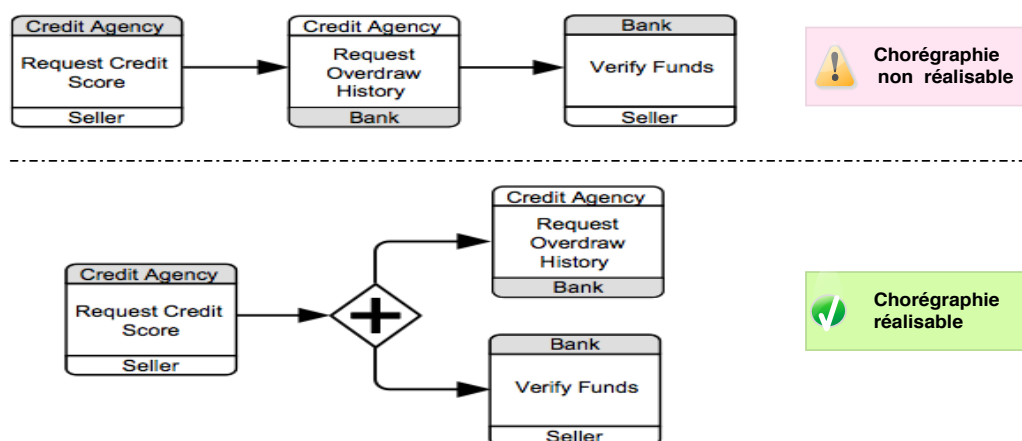 Credit Agency
Request Credit
Score
Seller
Credit Agency
Request
Overdraw
History
Bank
Bank
Verify Funds
Seller
Chorégraphie
non réalisable
Credit Agency
Request Credit
Score
Seller
Credit Agency
Request
Overdraw
History
Bank
Bank
Verify Funds
Seller
Chorégraphie
réalisable